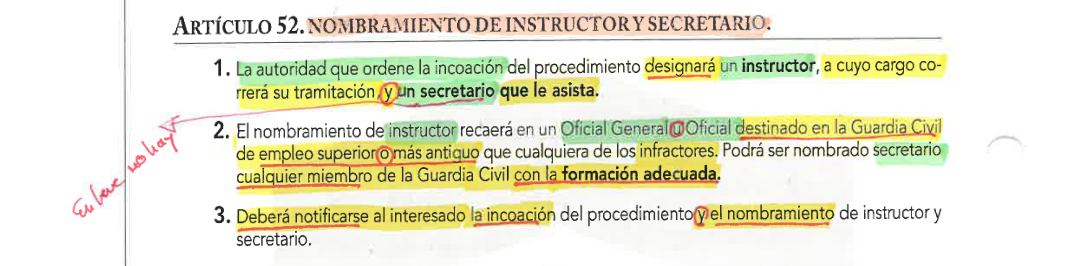 ARTÍCULO 52. NOMBRAMIENTO DE INSTRUCTOR Y SECRETARIO.
1. La autoridad que ordene la incoación del procedimiento designará un instructor, a cuyo cargo co-
rrerá su tramitación, y un secretario que le asista.
2. El nombramiento de instructor recaerá en un Oficial General u Oficial destinado en la Guardia Civil
de empleo superior o más antiguo que cualquiera de los infractores. Podrá ser nombrado secretario
cualquier miembro de la Guardia Civil con la formación adecuada.
3. Deberá notificarse al interesado la incoación del procedimiento y el nombramiento de instructor y
secretario.
En leve no hay